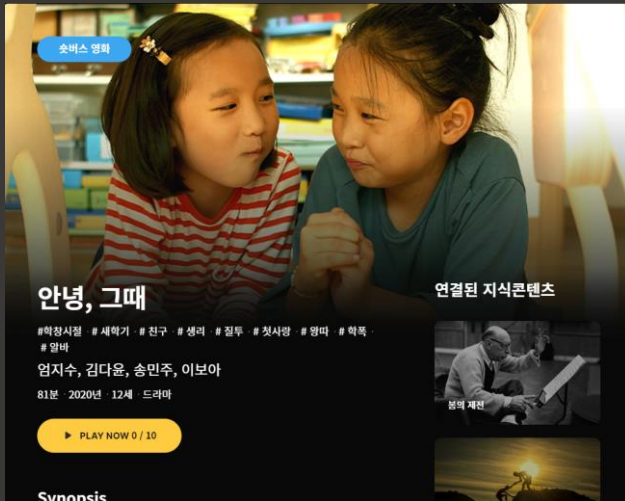 숏버스 영화
안녕, 그때
#학창시절 · # 새학기 · # 친구 · # 생리 · # 질투 · # 첫사랑 · # 왕따 · # 학폭 ·
# 알바
엄지수, 김다윤, 송민주, 이보아
81분 · 2020년 · 12세 · 드라마
▶ PLAY NOW 0 / 10
Synopsis
연결된 지식콘텐츠
봄의 제전